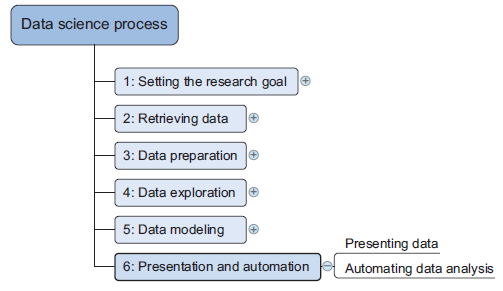 Data science process
1: Setting the research goal
2: Retrieving data
3: Data preparation
4: Data exploration
5: Data modeling
6: Presentation and automation
Presenting data
Automating data analysis